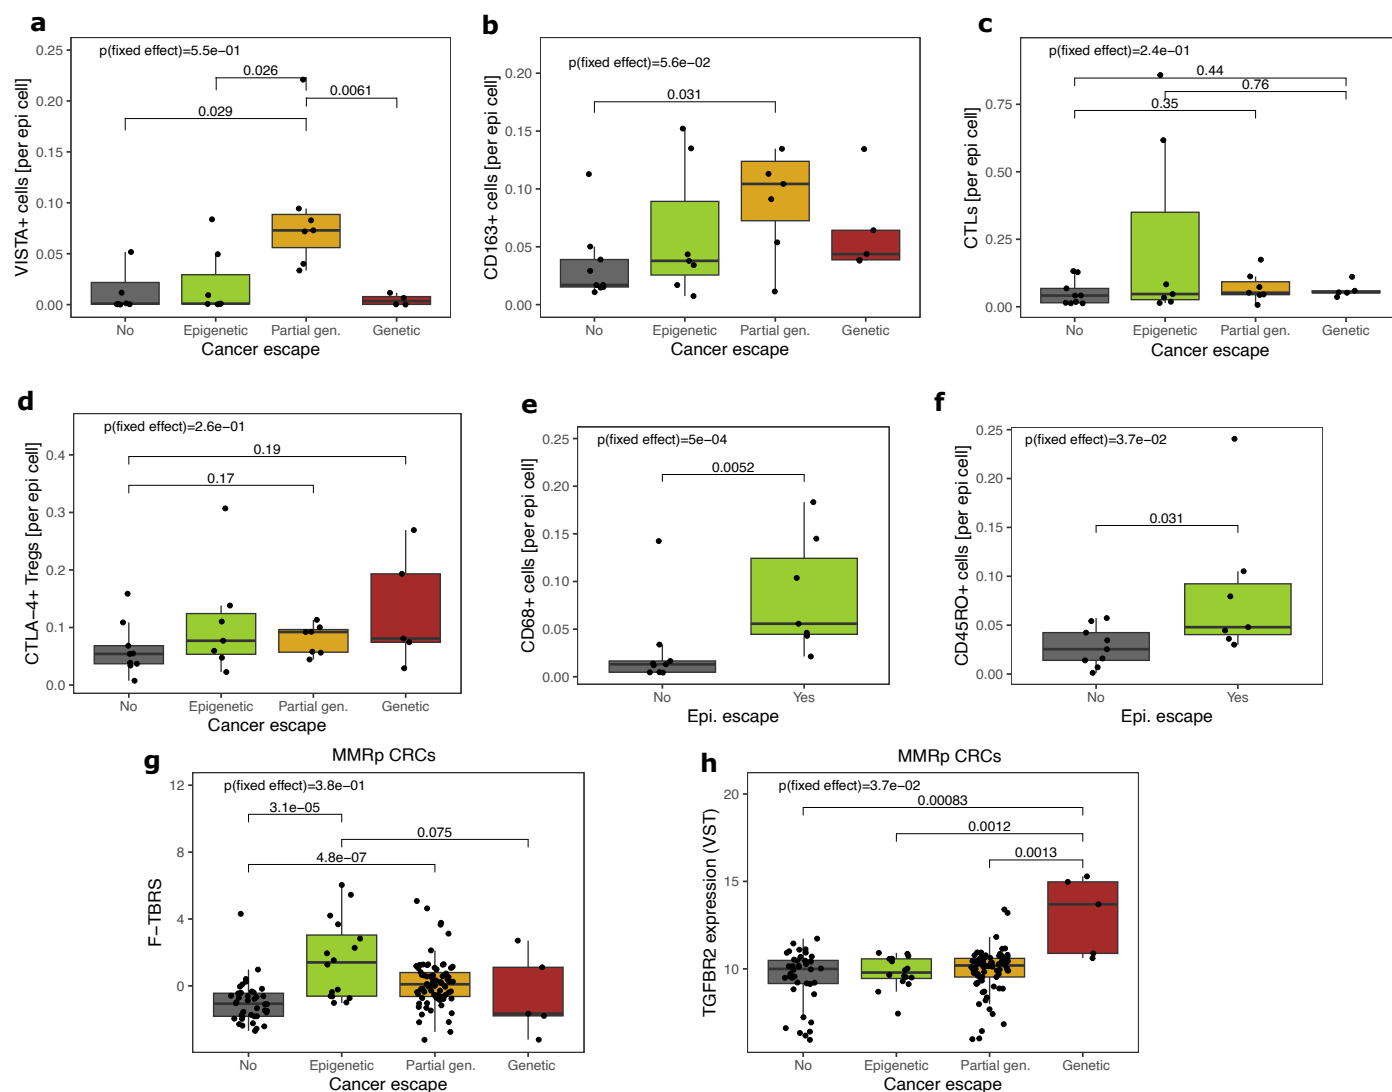 a
p(fixed effect)=5.5e−01
0.026
0.0061
0.029
VISTA+ cells [per epi cell]
0.25
0.20
0.15
0.10
0.05
0.00
No Epigenetic Partial gen. Genetic
Cancer escape
b
p(fixed effect)=5.6e−02
0.031
CD163+ cells [per epi cell]
0.20
0.15
0.10
0.05
0.00
No Epigenetic Partial gen. Genetic
Cancer escape
c
p(fixed effect)=2.4e−01
0.44
0.76
0.35
CTLs [per epi cell]
0.75
0.50
0.25
0.00
No Epigenetic Partial gen. Genetic
Cancer escape
d
p(fixed effect)=2.6e−01
0.19
0.17
CTLA−4+ Tregs [per epi cell]
0.4
0.3
0.2
0.1
0.0
No Epigenetic Partial gen. Genetic
Cancer escape
e
p(fixed effect)=5e−04
0.0052
CD68+ cells [per epi cell]
0.25
0.20
0.15
0.10
0.05
0.00
No Yes
Epi. escape
f
p(fixed effect)=3.7e−02
0.031
CD45RO+ cells [per epi cell]
0.25
0.20
0.15
0.10
0.05
0.00
No Yes
Epi. escape
g
MMRp CRCs
p(fixed effect)=3.8e−01
3.1e−05
0.075
4.8e−07
F−TBRS
12
8
4
0
No Epigenetic Partial gen. Genetic
Cancer escape
h
MMRp CRCs
p(fixed effect)=3.7e−02
0.00083
0.0012
0.0013
TGFBR2 expression (VST)
20
15
10
No Epigenetic Partial gen. Genetic
Cancer escape